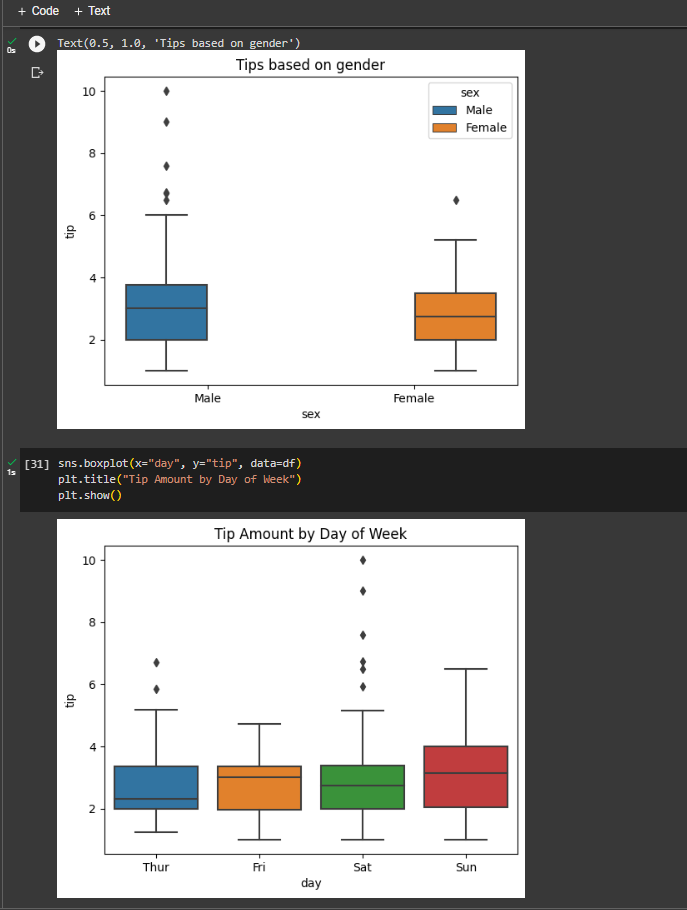 + Code + Text
0s
Text(0.5, 1.0, 'Tips based on gender')
Tips based on gender
sex
Male
Female
10
8
6
4
2
tip
Male Female
sex
1s
[31] sns.boxplot(x="day", y="tip", data=df)
plt.title("Tip Amount by Day of Week")
plt.show()
Tip Amount by Day of Week
10
8
6
4
2
tip
Thur Fri Sat Sun
day